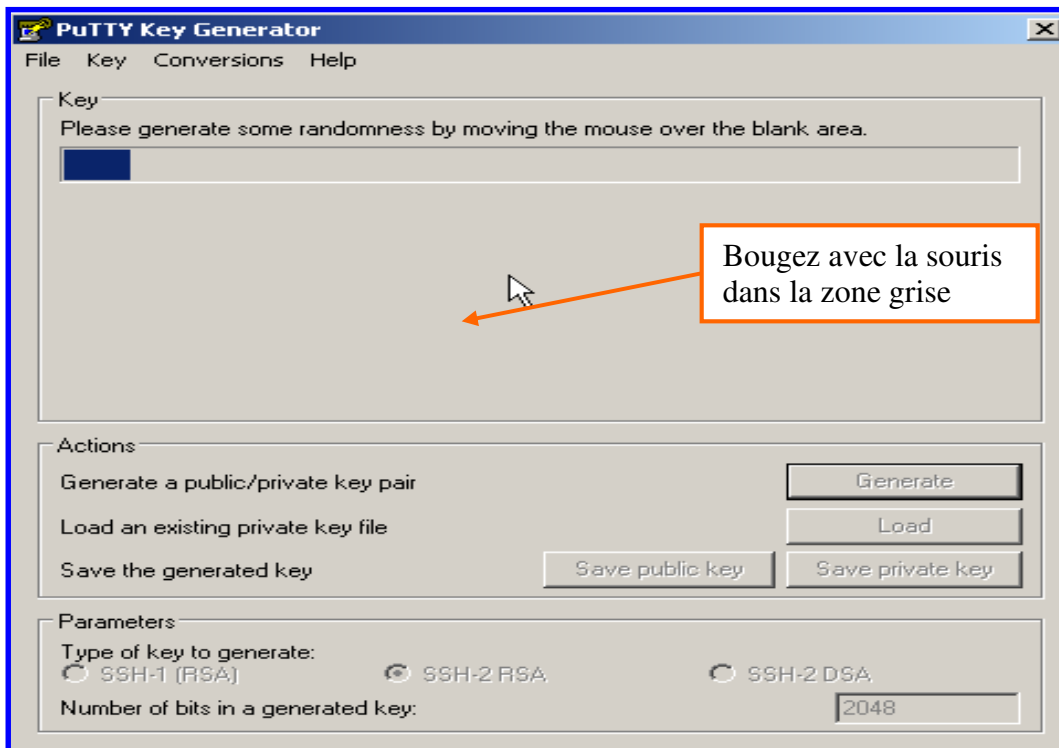 PuTTY Key Generator
File Key Conversions Help
Key
Please generate some randomness by moving the mouse over the blank area.
Bougez avec la souris
dans la zone grise
Actions
Generate a public/private key pair Generate
Load an existing private key file Load
Save the generated key Save public key Save private key
Parameters
Type of key to generate:
SSH-1 (RSA) SSH-2 RSA SSH-2 DSA
Number of bits in a generated key: 2048